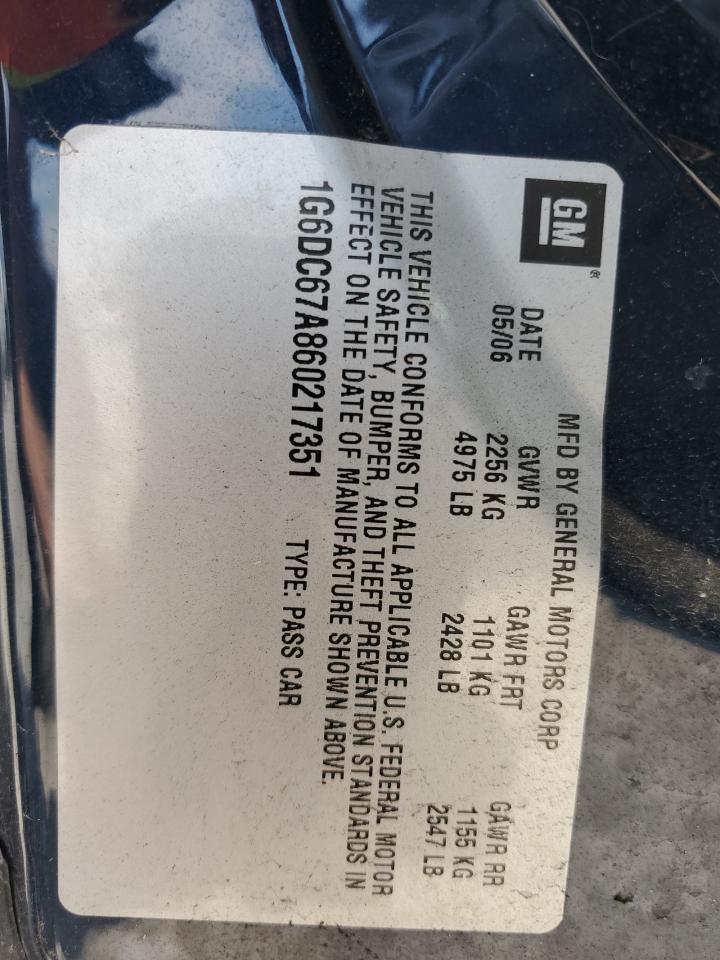 GM®
MFD BY GENERAL MOTORS CORP
DATE GVWR GAWR FRT GAWR RR
05/06 2256 KG 1101 KG 1155 KG
4975 LB 2428 LB 2547 LB
THIS VEHICLE CONFORMS TO ALL APPLICABLE U.S. FEDERAL MOTOR
VEHICLE SAFETY, BUMPER, AND THEFT PREVENTION STANDARDS IN
EFFECT ON THE DATE OF MANUFACTURE SHOWN ABOVE.
1G6DC67A860217351 TYPE: PASS CAR